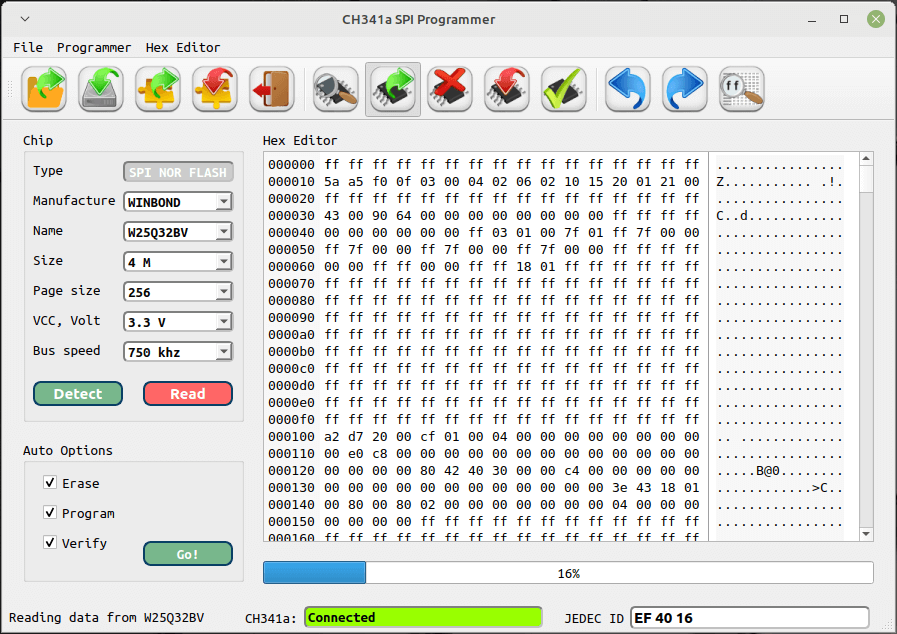 CH341a SPI Programmer
File Programmer Hex Editor
ff
Chip
Type SPI NOR FLASH
Manufacture WINBOND
Name W25Q32BV
Size 4 M
Page size 256
VCC, Volt 3.3 V
Bus speed 750 khz
Detect Read
Auto Options
Erase
Program
Verify
Go!
Hex Editor
000000 ff ff ff ff ff ff ff ff ff ff ff ff ff ff ff ff ................
000010 5a a5 f0 0f 03 00 04 02 06 02 10 15 20 01 21 00 Z........... .!.
000020 ff ff ff ff ff ff ff ff ff ff ff ff ff ff ff ff ................
000030 43 00 90 64 00 00 00 00 00 00 00 00 ff ff ff ff C..d............
000040 00 00 00 00 00 00 ff 03 01 00 7f 01 ff 7f 00 00 ................
000050 ff 7f 00 00 ff 7f 00 00 ff 7f 00 00 ff ff ff ff ................
000060 00 00 ff ff 00 00 ff ff 18 01 ff ff ff ff ff ff ................
000070 ff ff ff ff ff ff ff ff ff ff ff ff ff ff ff ff ................
000080 ff ff ff ff ff ff ff ff ff ff ff ff ff ff ff ff ................
000090 ff ff ff ff ff ff ff ff ff ff ff ff ff ff ff ff ................
0000a0 ff ff ff ff ff ff ff ff ff ff ff ff ff ff ff ff ................
0000b0 ff ff ff ff ff ff ff ff ff ff ff ff ff ff ff ff ................
0000c0 ff ff ff ff ff ff ff ff ff ff ff ff ff ff ff ff ................
0000d0 ff ff ff ff ff ff ff ff ff ff ff ff ff ff ff ff ................
0000e0 ff ff ff ff ff ff ff ff ff ff ff ff ff ff ff ff ................
0000f0 ff ff ff ff ff ff ff ff ff ff ff ff ff ff ff ff ................
000100 a2 d7 20 00 cf 01 00 04 00 00 00 00 00 00 00 00 .. .............
000110 00 e0 c8 00 00 00 00 00 00 00 00 00 00 00 00 00 ................
000120 00 00 00 00 80 42 40 30 00 00 c4 00 00 00 00 00 .....B@0........
000130 00 00 00 00 00 00 00 00 00 00 00 00 3e 43 18 01 ............>C..
000140 00 80 00 80 02 00 00 00 00 00 00 00 04 00 00 00 ................
000150 00 00 00 00 ff ff ff ff ff ff ff ff ff ff ff ff ................
000160 ff ff ff ff ff ff ff ff ff ff ff ff ff ff ff ff
16%
Reading data from W25Q32BV CH341a: Connected JEDEC ID EF 40 16